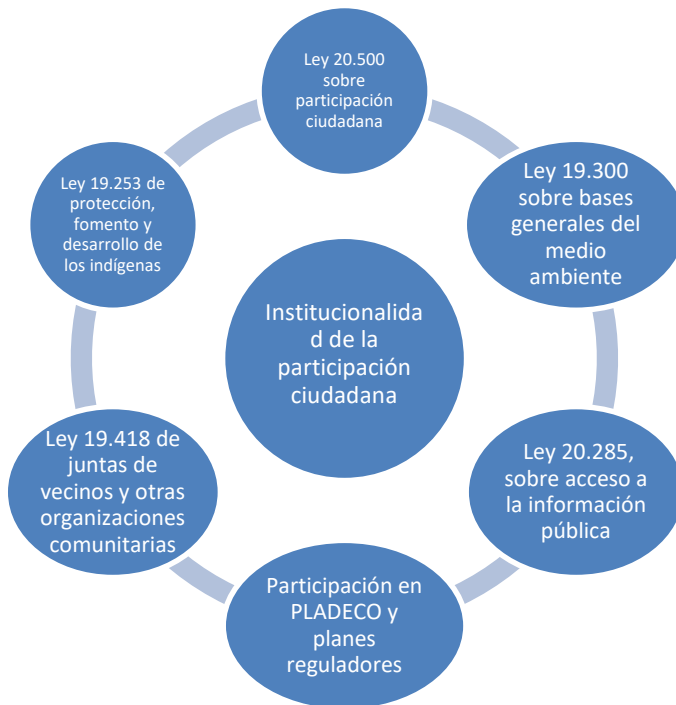 Ley 20.500
sobre
participación
ciudadana
Ley 19.300
sobre bases
generales del
medio
ambiente
Ley 20.285,
sobre acceso a
la información
pública
Participación en
PLADECO y
planes
reguladores
Ley 19.418 de
juntas de
vecinos y otras
organizaciones
comunitarias
Ley 19.253 de
protección,
fomento y
desarrollo de
los indígenas
Institucionalida
d de la
participación
ciudadana